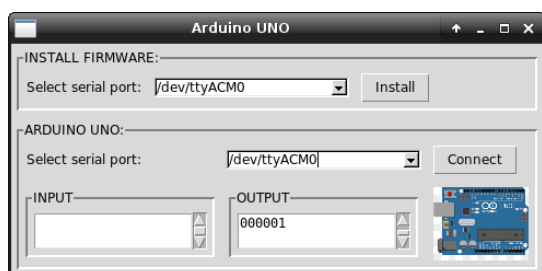 Arduino UNO
INSTALL FIRMWARE:
Select serial port: /dev/ttyACM0 Install
ARDUINO UNO:
Select serial port: /dev/ttyACM0 Connect
INPUT OUTPUT
000001